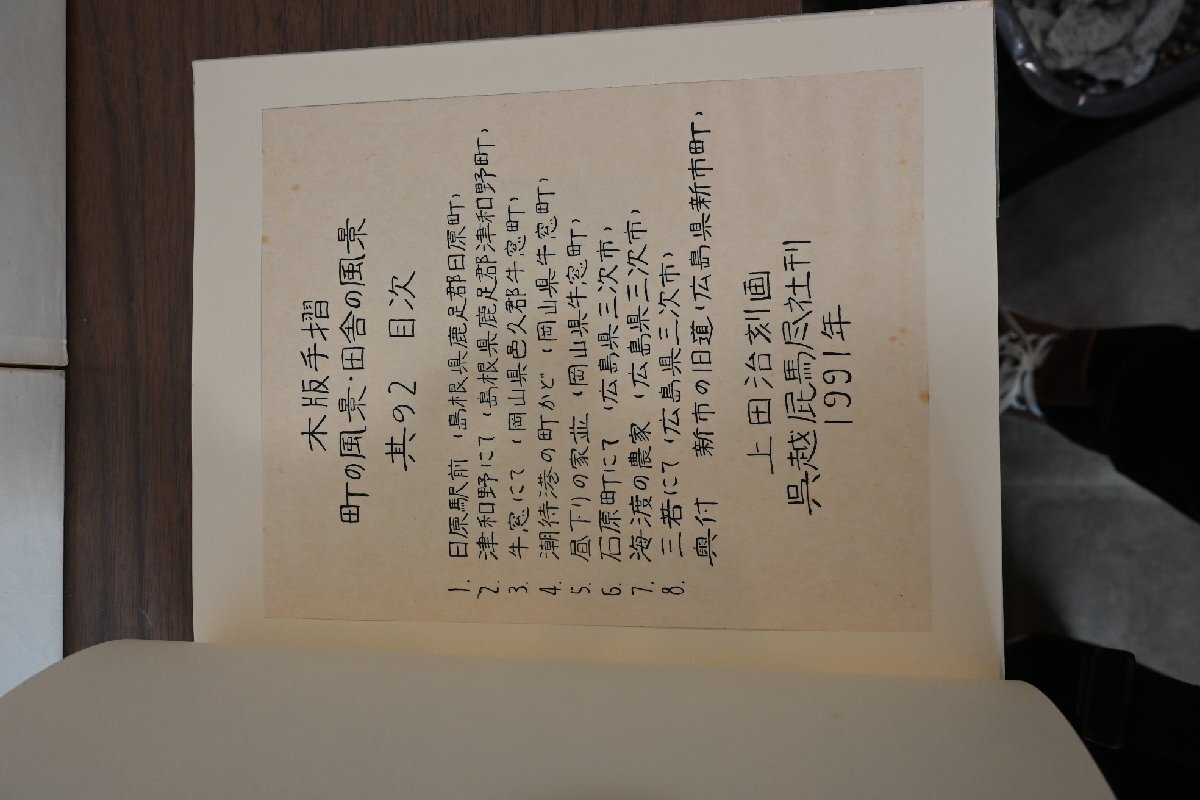 木版手摺
町の風景・田舎の風景
其の2 目次
1. 日原駅前 (島根県鹿足郡日原町)
2. 津和野にて (島根県鹿足郡津和野町)
3. 牛窓にて (岡山県邑久郡牛窓町)
4. 潮待港の町かど (岡山県牛窓町)
5. 昼下りの家並 (岡山県牛窓町)
6. 石原町にて (広島県三次市)
7. 海渡の農家 (広島県三次市)
8. 三若にて (広島県三次市)
奥付 新市の旧道 (広島県新市町)
上田治刻画
呉越屁馬尽社刊
1991年